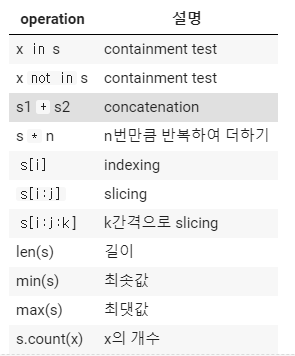 operation 설명
x in s containment test
x not in s containment test
s1 + s2 concatenation
s * n n번만큼 반복하여 더하기
s[i] indexing
s[i:j] slicing
s[i:j:k] k간격으로 slicing
len(s) 길이
min(s) 최솟값
max(s) 최댓값
s.count(x) x의 개수